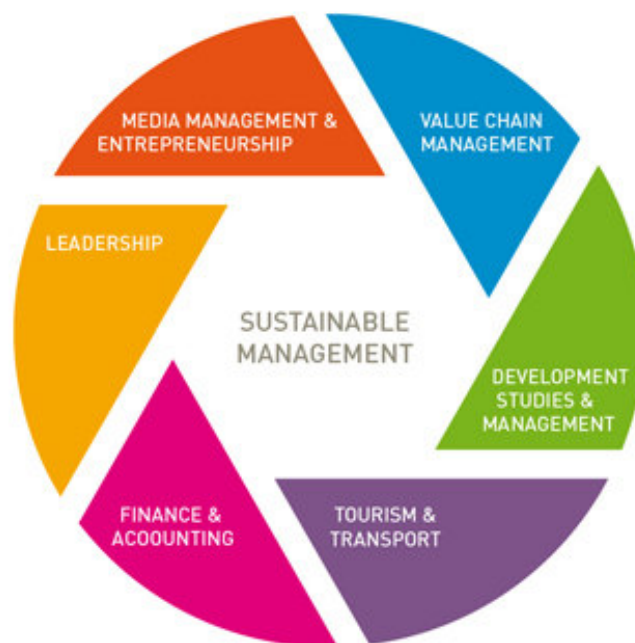 MEDIA MANAGEMENT &
ENTREPRENEURSHIP
VALUE CHAIN
MANAGEMENT
LEADERSHIP
SUSTAINABLE
MANAGEMENT
DEVELOPMENT
STUDIES &
MANAGEMENT
FINANCE &
ACOOUNTING
TOURISM &
TRANSPORT